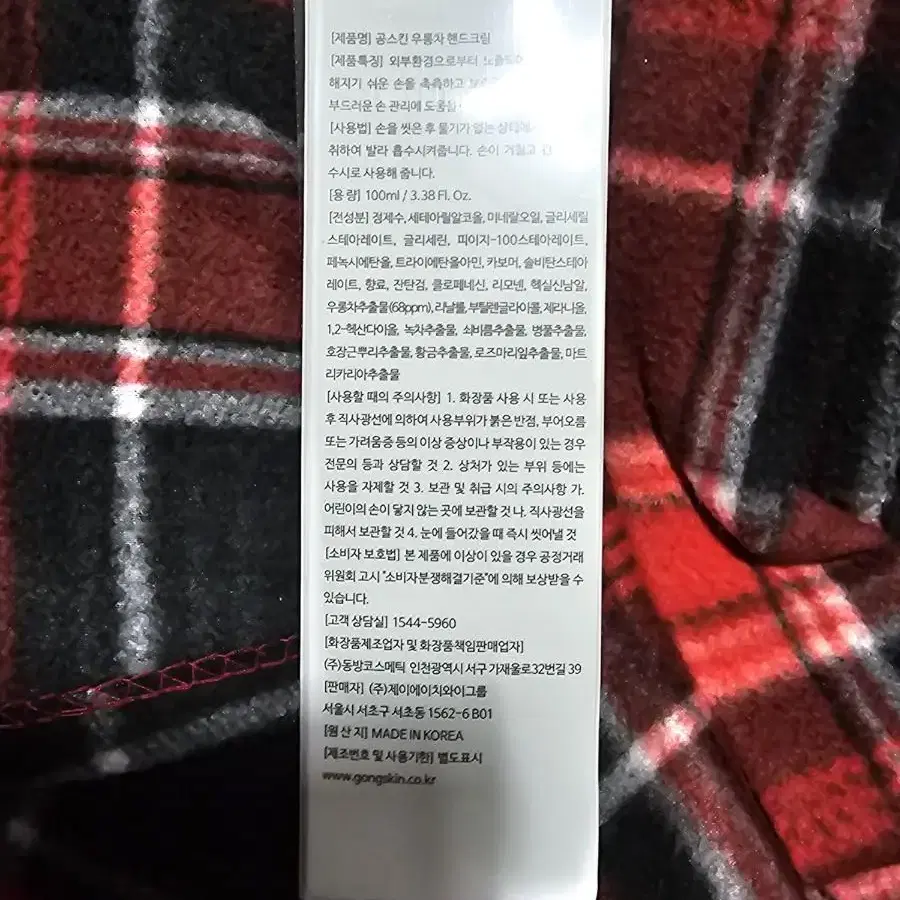 [제품명] 공스킨 우롱차 핸드크림
[제품특징] 외부환경으로부터
해지기 쉬운 손을 촉촉하고
부드러운 손 관리에 도움을
[사용법] 손을 씻은 후 물기가 없는 상태에
취하여 발라 흡수시켜줍니다. 손이 거칠고
수시로 사용해 줍니다.
[용 량] 100ml / 3.38 Fl. Oz.
[전성분] 정제수, 세테아릴알코올, 미네랄오일, 글리세릴
스테아레이트, 글리세린, 피이지-100스테아레이트,
페녹시에탄올, 트라이에탄올아민, 카보머, 솔비탄스테아
레이트, 향료, 잔탄검, 클로페네신, 리모넨, 헥실신남알,
우롱차추출물(68ppm), 리날룰, 부틸렌글라이콜, 제라니올,
1,2-헥산다이올, 녹차추출물, 쇠비름추출물, 병풀추출물,
호장근뿌리추출물, 황금추출물, 로즈마리잎추출물, 마트
리카리아추출물
[사용할 때의 주의사항] 1. 화장품 사용 시 또는 사용
후 직사광선에 의하여 사용부위가 붉은 반점, 부어오름
또는 가려움증 등의 이상 증상이나 부작용이 있는 경우
전문의 등과 상담할 것 2. 상처가 있는 부위 등에는
사용을 자제할 것 3. 보관 및 취급 시의 주의사항 가.
어린이의 손이 닿지 않는 곳에 보관할 것 나. 직사광선을
피해서 보관할 것 4. 눈에 들어갔을 때 즉시 씻어낼 것
[소비자 보호법] 본 제품에 이상이 있을 경우 공정거래
위원회 고시 "소비자분쟁해결기준"에 의해 보상받을 수
있습니다.
[고객 상담실] 1544-5960
[화장품제조업자 및 화장품책임판매업자]
(주)동방코스메틱 인천광역시 서구 가재울로32번길 39
[판매자] (주)제이에이치와이그룹
서울시 서초구 서초동 1562-6 B01
[원 산 지] MADE IN KOREA
[제조번호 및 사용기한] 별도표시
www.gongskin.co.kr